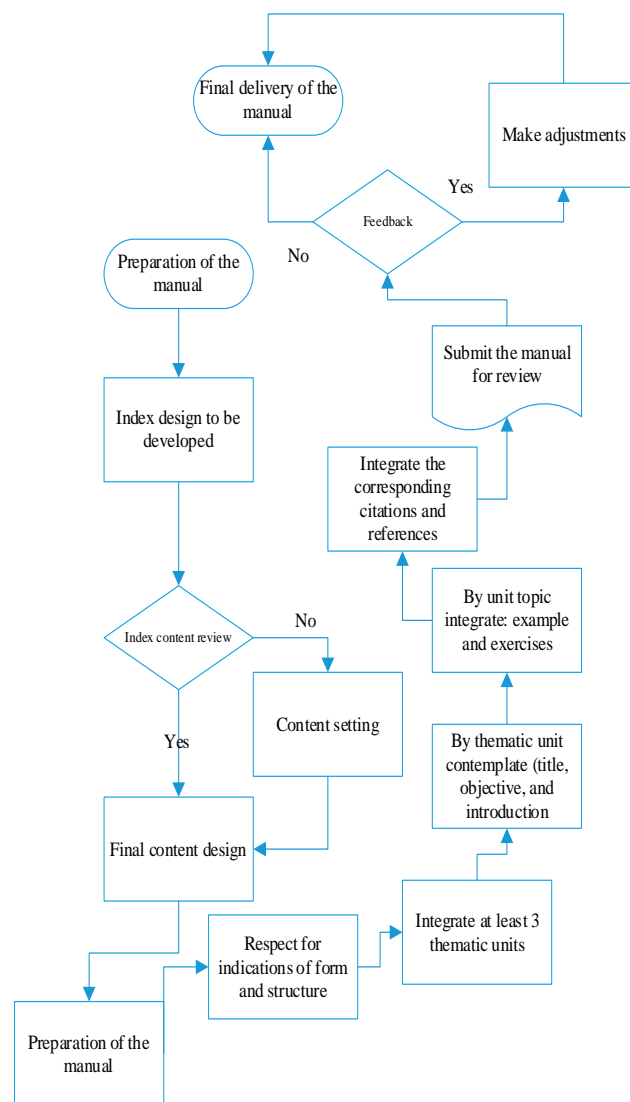 Final delivery of the
manual
Make adjustments
Yes
Feedback
No
Preparation of the
manual
Submit the manual
for review
Index design to be
developed
Integrate the
corresponding
citations and
references
By unit topic
integrate: example
and exercises
No
Index content review
Content setting
Yes
By thematic unit
contemplate (title,
objective, and
introduction
Final content design
Integrate at least 3
thematic units
Respect for
indications of form
and structure
Preparation of the
manual